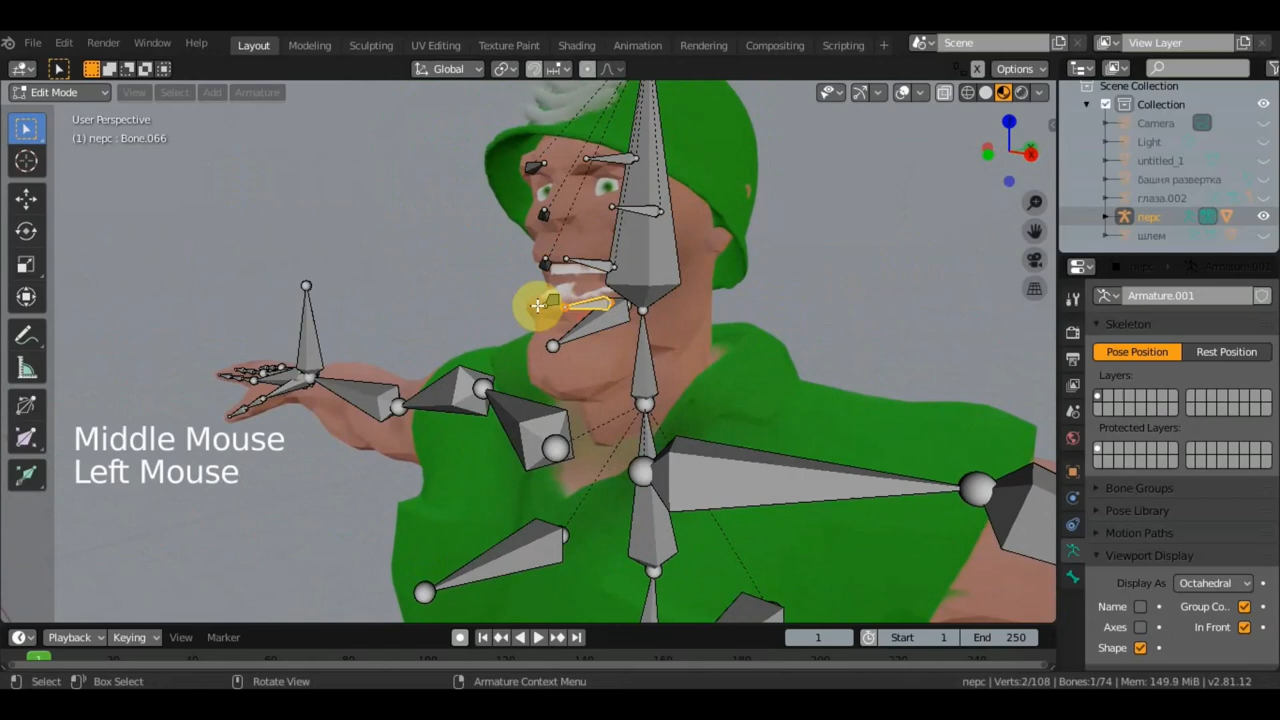 File Edit Render Window Help Layout Modeling Sculpting UV Editing Texture Paint Shading Animation Rendering Compositing Scripting + Scene View Layer
Global Options
Edit Mode View Select Add Armature
User Perspective
(1) перс : Bone.066
X
Scene Collection
Collection
Camera
Light
untitled_1
башня развертка
глаза.002
перс
шлем
перс Armature.001
Armature.001
Skeleton
Pose Position Rest Position
Layers:
Protected Layers:
Bone Groups
Pose Library
Motion Paths
Viewport Display
Display As Octahedral
Name Group Co..
Axes In Front
Shape
Middle Mouse
Left Mouse
Playback Keying View Marker 1 Start 1 End 250
1
Select Box Select Rotate View Armature Context Menu перс | Verts:2/108 | Bones:1/74 | Mem: 149.9 MiB | v2.81.12